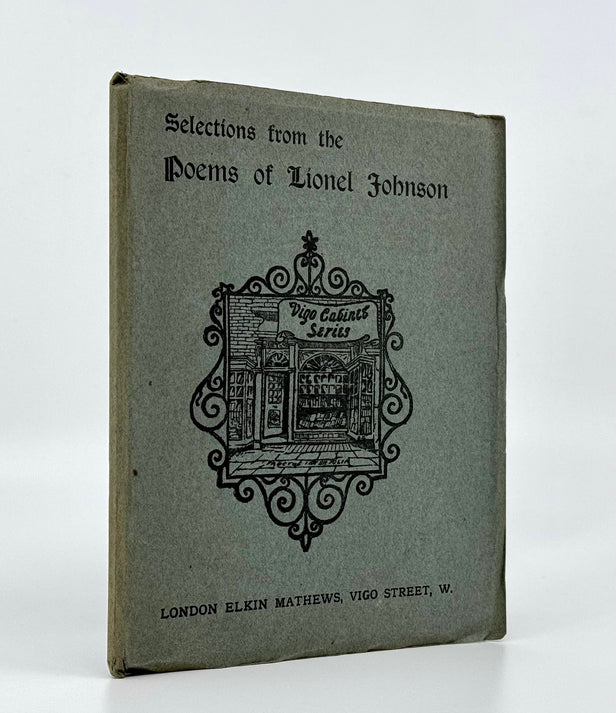 Selections from the
Poems of Lionel Johnson
Vigo Cabinet
Series
LONDON ELKIN MATHEWS, VIGO STREET, W.